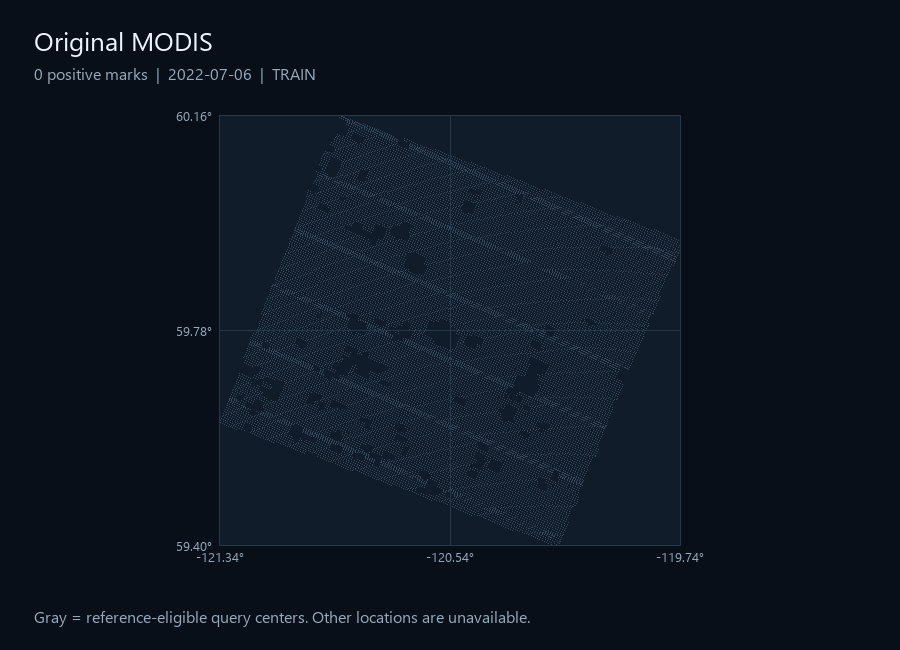 Original MODIS
0 positive marks | 2022-07-06 | TRAIN
60.16°
59.78°
59.40°
-121.34°
-120.54°
-119.74°
Gray = reference-eligible query centers. Other locations are unavailable.